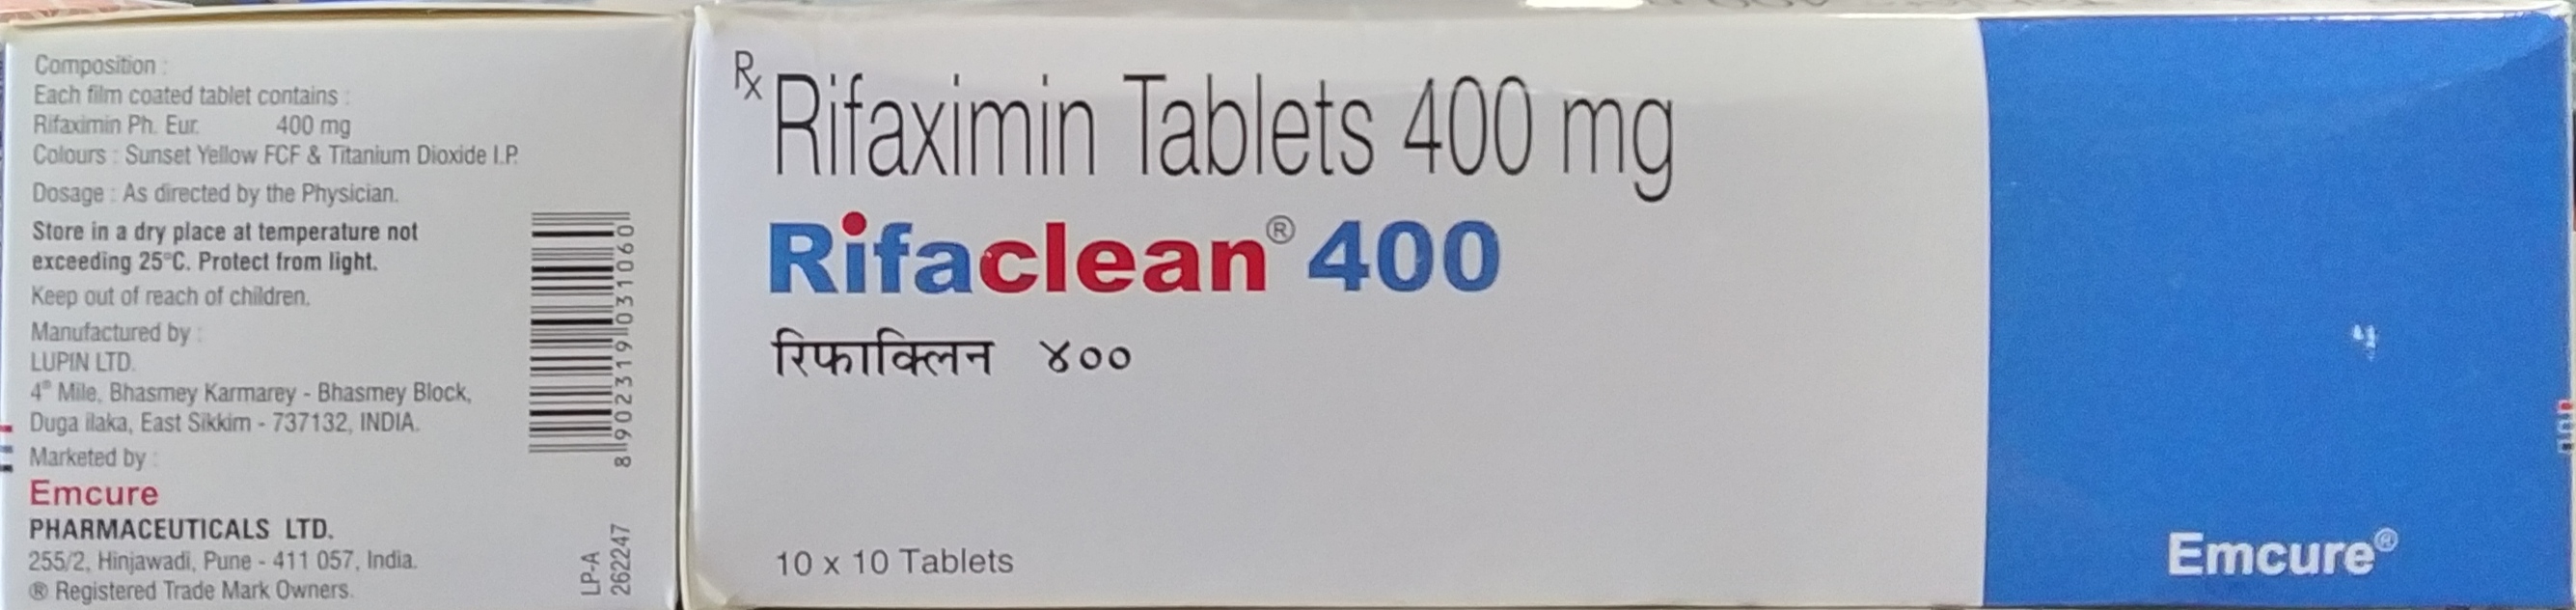 Composition :
Each film coated tablet contains :
Rifaximin Ph. Eur. 400 mg
Colours : Sunset Yellow FCF & Titanium Dioxide I.P.
Dosage : As directed by the Physician.
Store in a dry place at temperature not
exceeding 25°C. Protect from light.
Keep out of reach of children.
Manufactured by :
LUPIN LTD.
4th Mile, Bhasmey Karmarey - Bhasmey Block,
Duga ilaka, East Sikkim - 737132, INDIA.
Marketed by :
Emcure
PHARMACEUTICALS LTD.
255/2, Hinjawadi, Pune - 411 057, India.
® Registered Trade Mark Owners.
8 902319 031060
LP-A
262247
Rx Rifaximin Tablets 400 mg
Rifaclean® 400
रिफाक्लिन ४००
10 x 10 Tablets
Emcure®